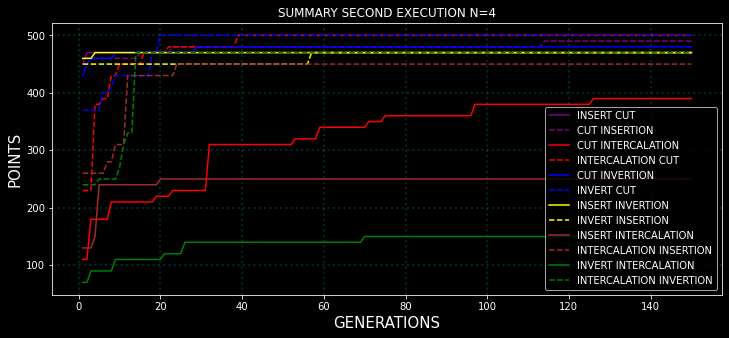 SUMMARY SECOND EXECUTION N=4
POINTS
500
400
300
200
100
0
20
40
60
80
100
120
140
GENERATIONS
INSERT CUT
CUT INSERTION
CUT INTERCALATION
INTERCALATION CUT
CUT INVERTION
INVERT CUT
INSERT INVERTION
INVERT INSERTION
INSERT INTERCALATION
INTERCALATION INSERTION
INVERT INTERCALATION
INTERCALATION INVERTION